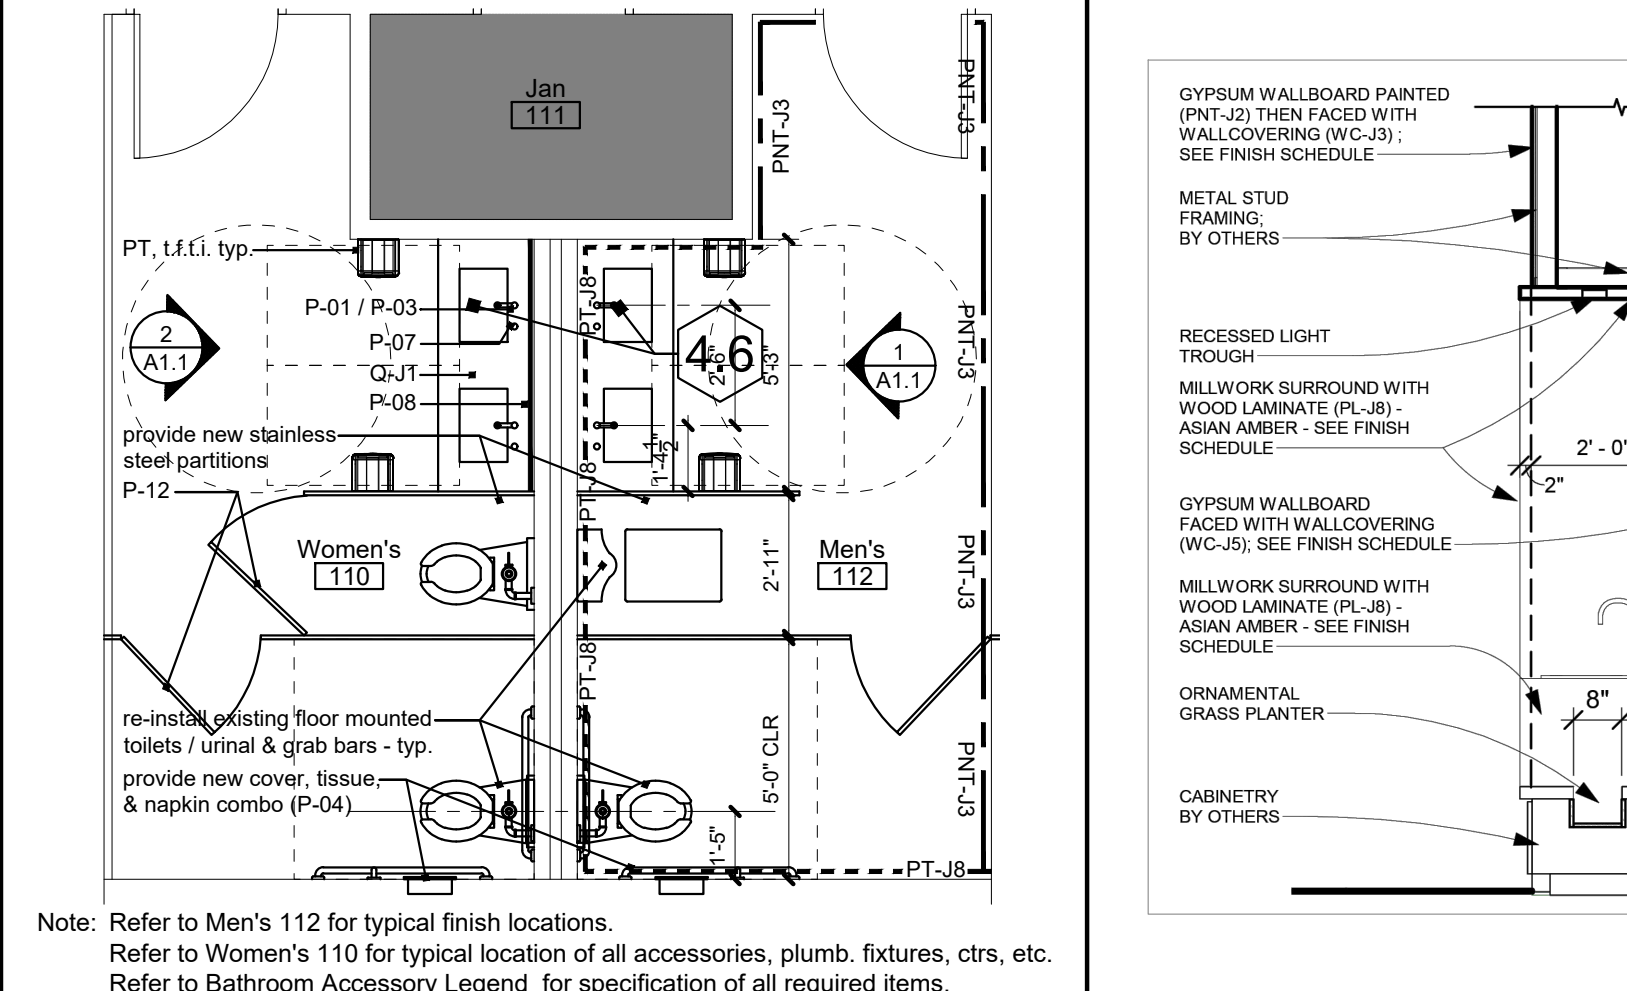 Jan
111
PNT-J3
PNT-J3
PT, t.f.t.i. typ.
P-01 / P-03
P-07
Q-J1
P-08
2
A1.1
PT-J8
4.6
2'-6"
5'-3"
PNT-J3
1
A1.1
provide new stainless
steel partitions
P-12
1'-4 1/2"
PT-J8
Women's
110
2'-11"
Men's
112
PNT-J3
PT-J8
re-install existing floor mounted
toilets / urinal & grab bars - typ.
provide new cover, tissue,
& napkin combo (P-04)
5'-0" CLR
1'-5"
PNT-J3
PT-J8
Note: Refer to Men's 112 for typical finish locations.
Refer to Women's 110 for typical location of all accessories, plumb. fixtures, ctrs, etc.
Refer to Bathroom Accessory Legend for specification of all required items.
GYPSUM WALLBOARD PAINTED
(PNT-J2) THEN FACED WITH
WALLCOVERING (WC-J3) ;
SEE FINISH SCHEDULE
METAL STUD
FRAMING;
BY OTHERS
RECESSED LIGHT
TROUGH
MILLWORK SURROUND WITH
WOOD LAMINATE (PL-J8) -
ASIAN AMBER - SEE FINISH
SCHEDULE
2' - 0"
2"
GYPSUM WALLBOARD
FACED WITH WALLCOVERING
(WC-J5); SEE FINISH SCHEDULE
MILLWORK SURROUND WITH
WOOD LAMINATE (PL-J8) -
ASIAN AMBER - SEE FINISH
SCHEDULE
ORNAMENTAL
GRASS PLANTER
8"
CABINETRY
BY OTHERS